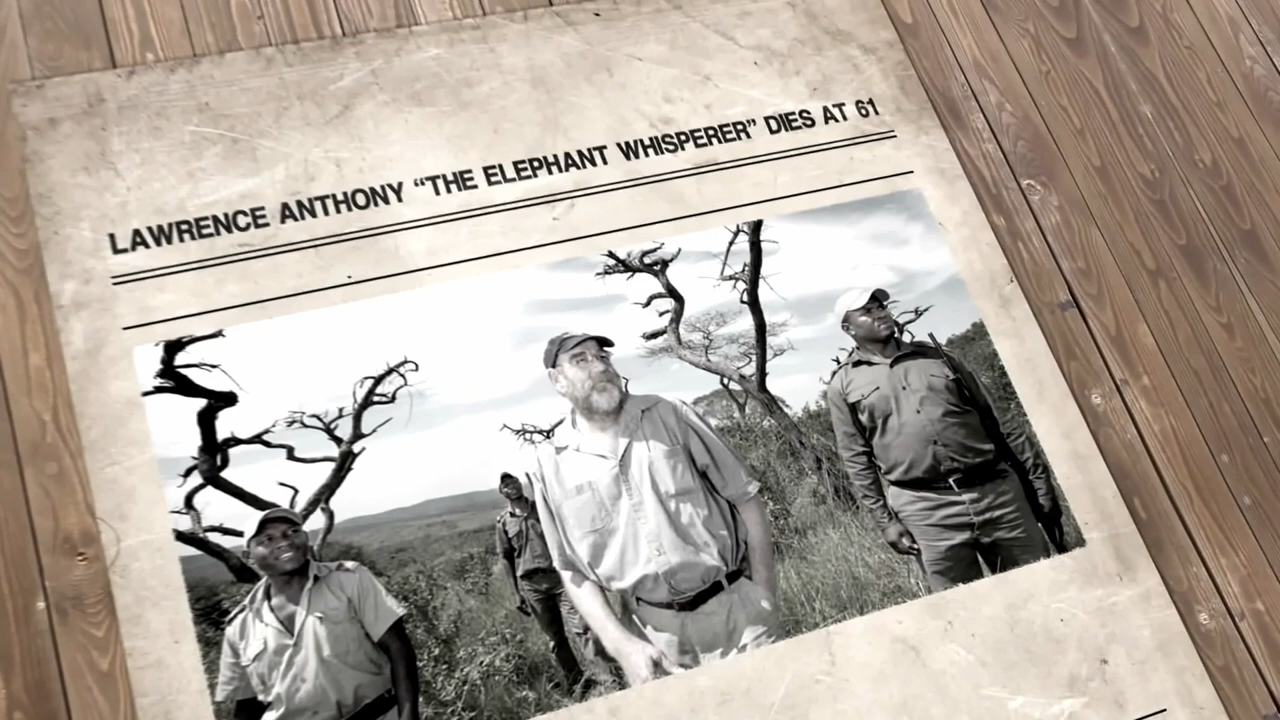 LAWRENCE ANTHONY “THE ELEPHANT WHISPERER” DIES AT 61